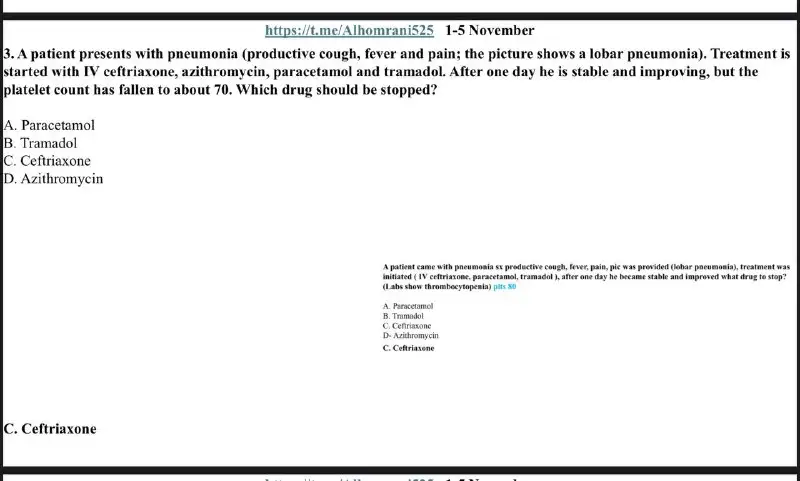 https://t.me/Alhomrani525 1-5 November
3. A patient presents with pneumonia (productive cough, fever and pain; the picture shows a lobar pneumonia). Treatment is
started with IV ceftriaxone, azithromycin, paracetamol and tramadol. After one day he is stable and improving, but the
platelet count has fallen to about 70. Which drug should be stopped?
A. Paracetamol
B. Tramadol
C. Ceftriaxone
D. Azithromycin
A patient came with pneumonia sx productive cough, fever, pain, pic was provided (lobar pneumonia), treatment was
initiated ( IV ceftriaxone, paracetamol, tramadol ), after one day he became stable and improved what drug to stop?
(Labs show thrombocytopenia) plts 80
A. Paracetamol
B. Tramadol
C. Ceftriaxone
D- Azithromycin
C. Ceftriaxone
C. Ceftriaxone